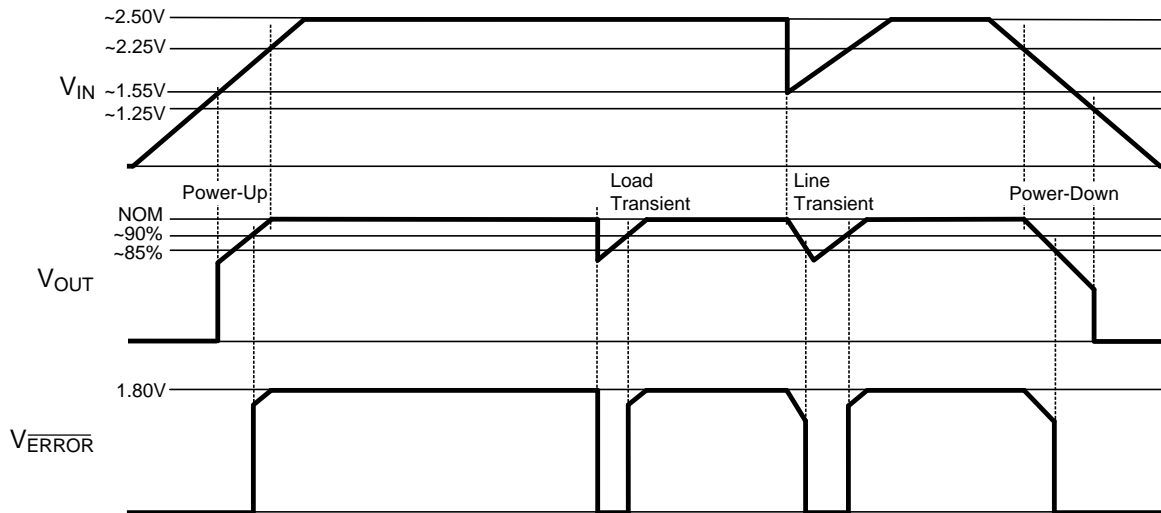 ~2.50V
~2.25V
VIN
~1.55V
~1.25V
Power-Up
Load
Transient
Line
Transient
Power-Down
NOM
~90%
~85%
VOUT
1.80V
VERROR